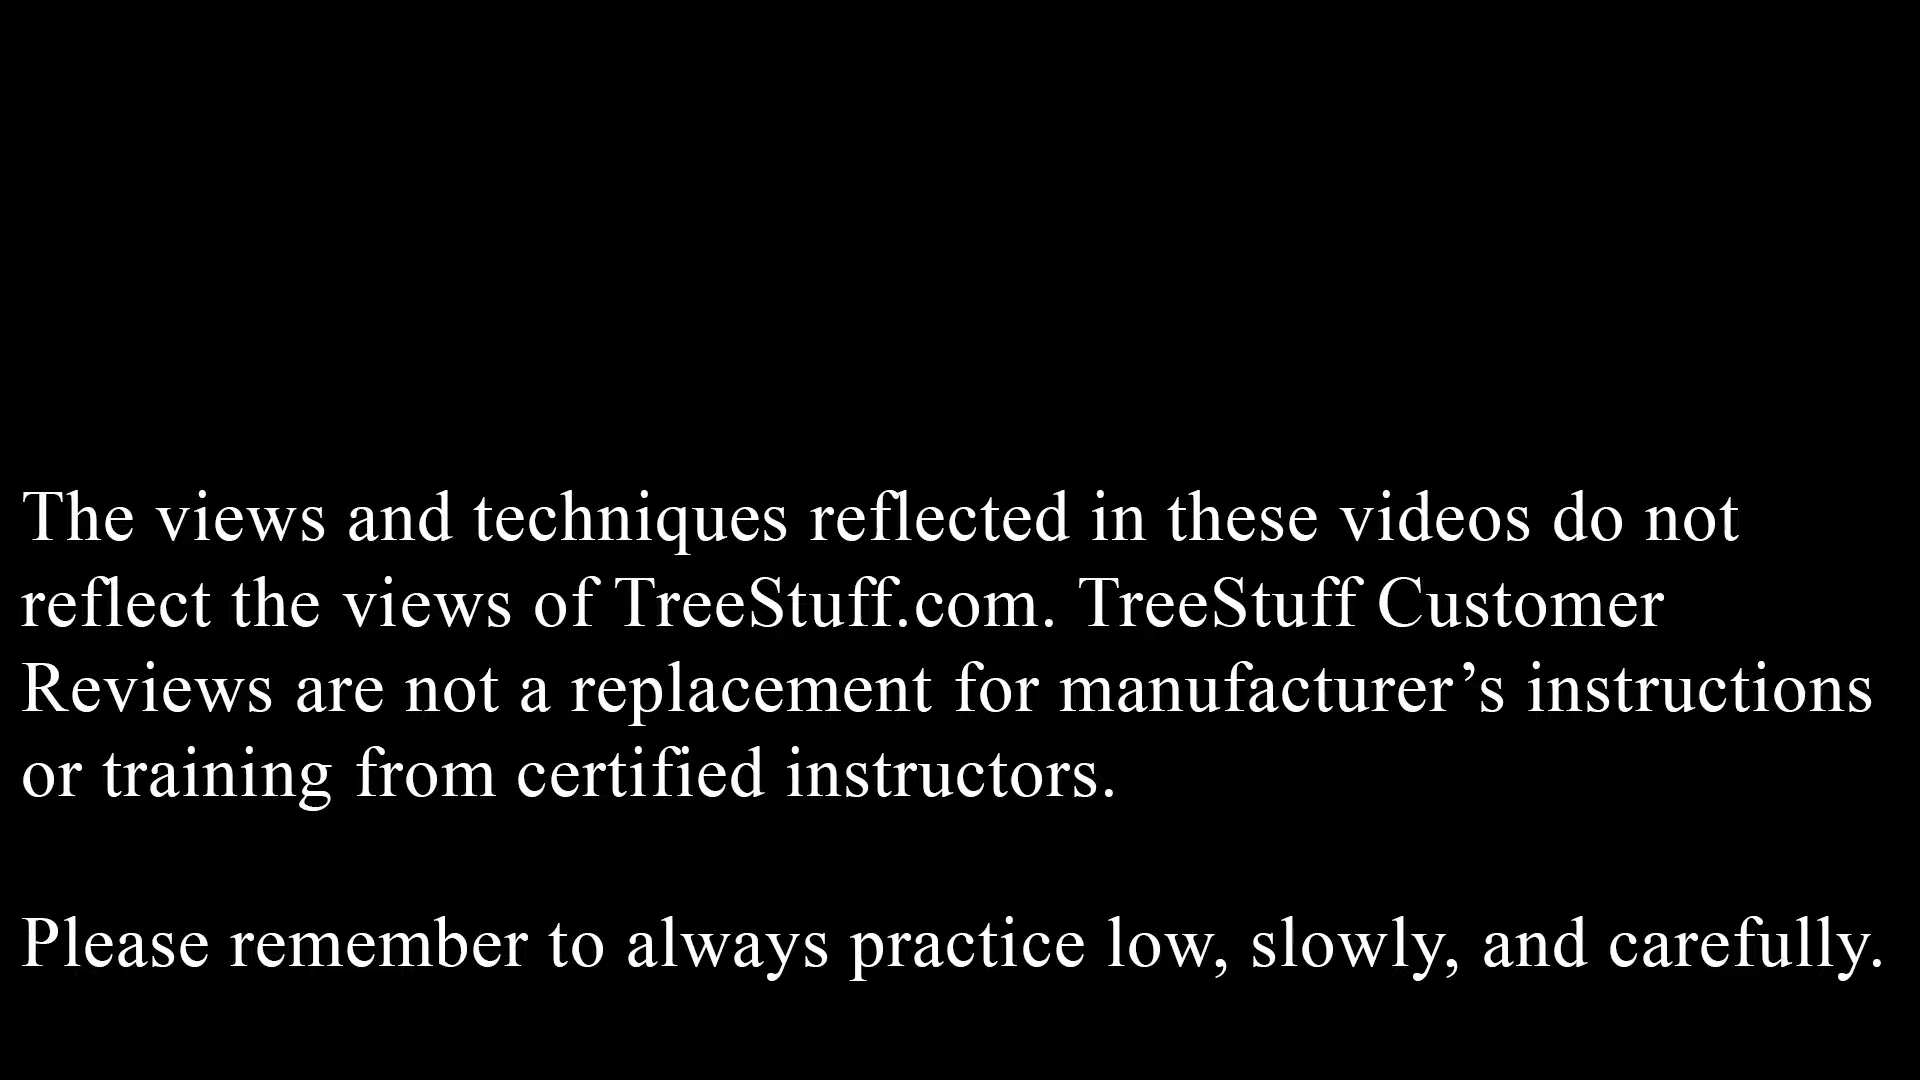 The views and techniques reflected in these videos do not
reflect the views of TreeStuff.com. TreeStuff Customer
Reviews are not a replacement for manufacturer’s instructions
or training from certified instructors.
Please remember to always practice low, slowly, and carefully.